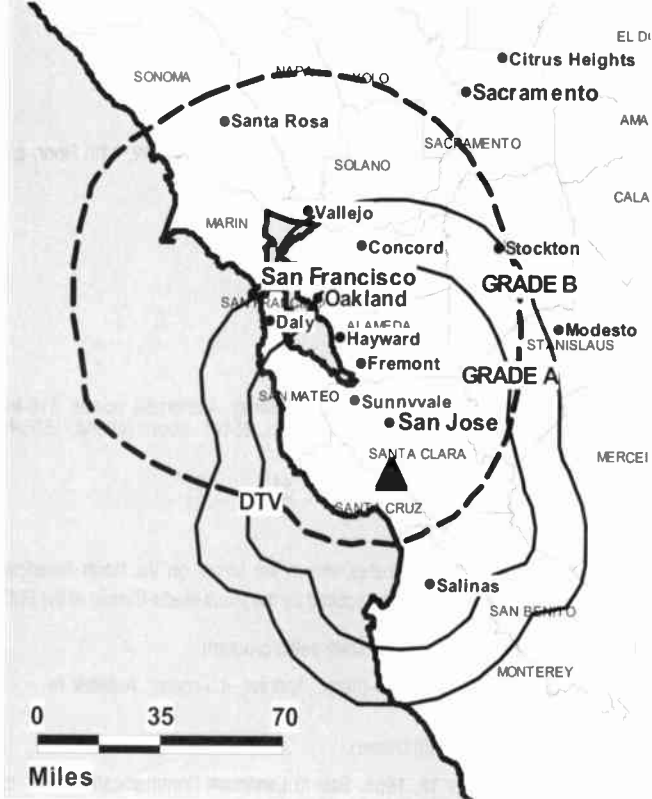 EL D
Citrus Heights
SONOMA
NAPA
YOLO
Sacramento
AMA
Santa Rosa
SACRAMENTO
SOLANO
CALA
Vallejo
MARIN
Concord
Stockton
San Francisco
GRADE B
SAN FRANCI
Oakland
Daly
ALAMEDA
Modesto
Hayward
STANISLAUS
Fremont
GRADE A
SAN MATEO
Sunnyvale
San Jose
SANTA CLARA
MERCE
DTV
SANTA CRUZ
Salinas
SAN BENITO
MONTEREY
0 35 70
Miles